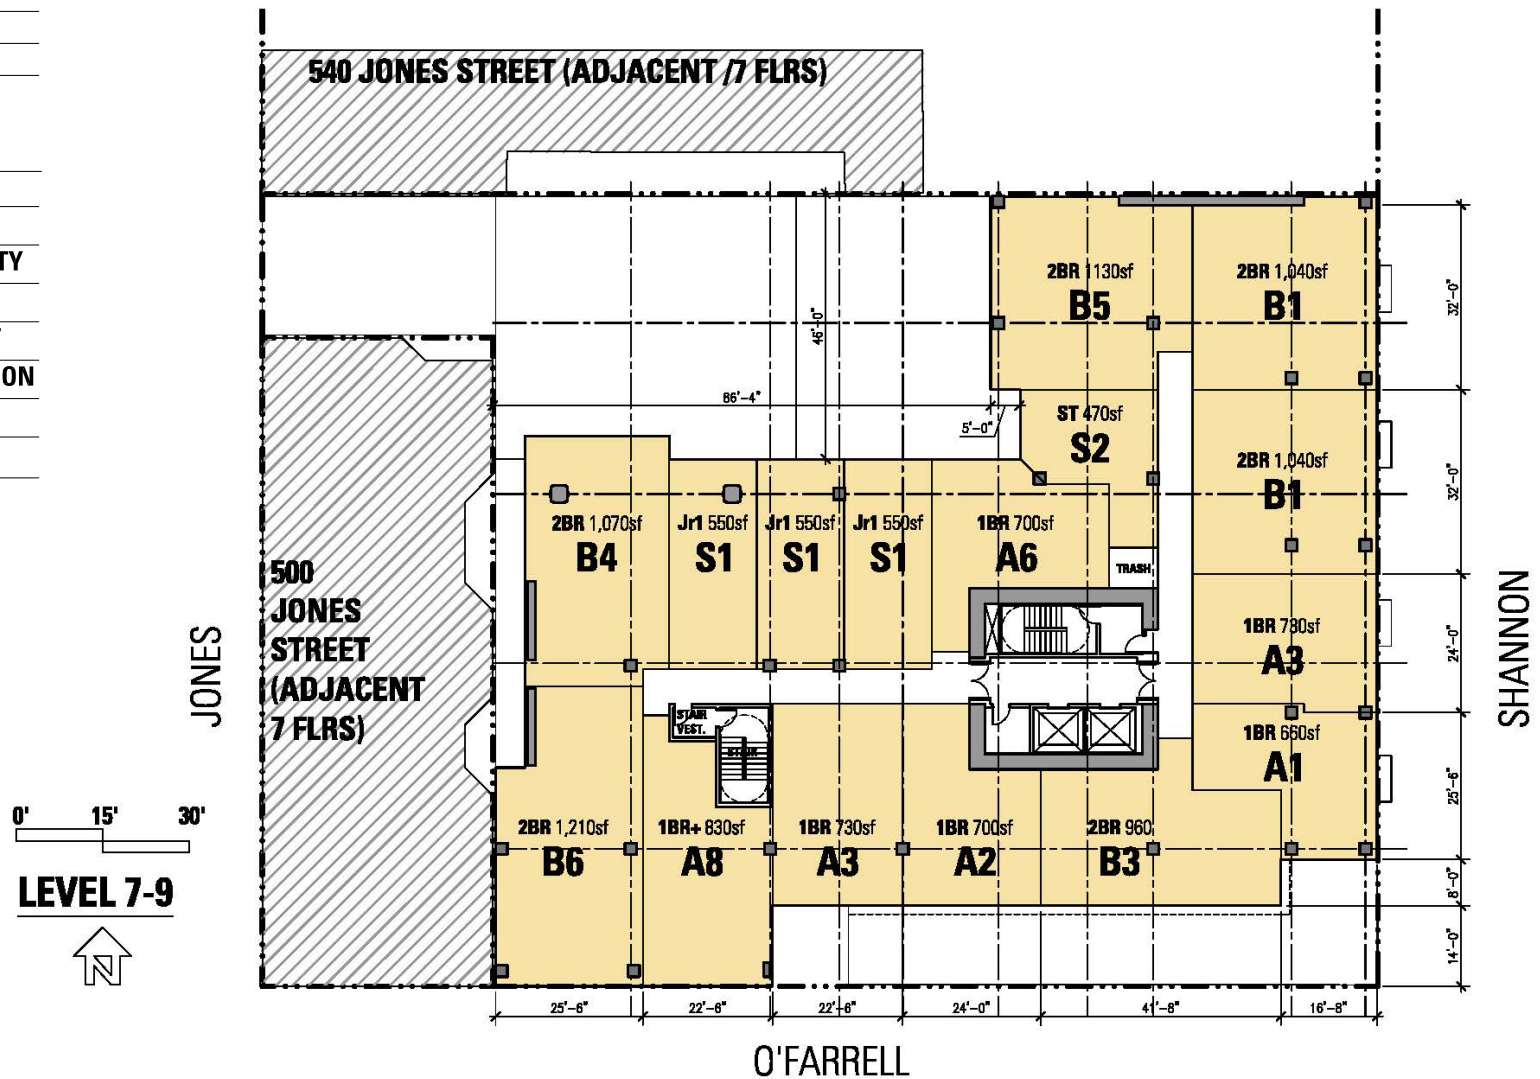 TY
ON
540 JONES STREET (ADJACENT /7 FLRS)
2BR 1130sf
B5
2BR 1,040sf
B1
32'-0"
46'-0"
86'-4"
5'-0"
ST 470sf
S2
2BR 1,040sf
B1
32'-0"
2BR 1,070sf
B4
Jr1 550sf
S1
Jr1 550sf
S1
Jr1 550sf
S1
1BR 700sf
A6
TRASH
500
JONES
STREET
(ADJACENT
7 FLRS)
JONES
SHANNON
1BR 730sf
A3
24'-0"
STAIR
VEST.
STAIR
1BR 660sf
A1
25'-6"
0' 15' 30'
LEVEL 7-9
N
2BR 1,210sf
B6
1BR+ 830sf
A8
1BR 730sf
A3
1BR 700sf
A2
2BR 960
B3
8'-0"
14'-0"
25'-6"
22'-6"
22'-6"
24'-0"
41'-8"
16'-8"
O'FARRELL